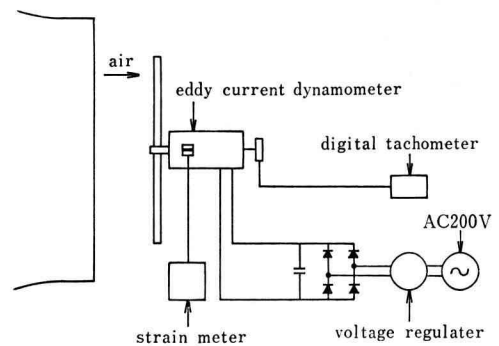 air
eddy current dynamometer
digital tachometer
AC200V
strain meter
voltage regulater